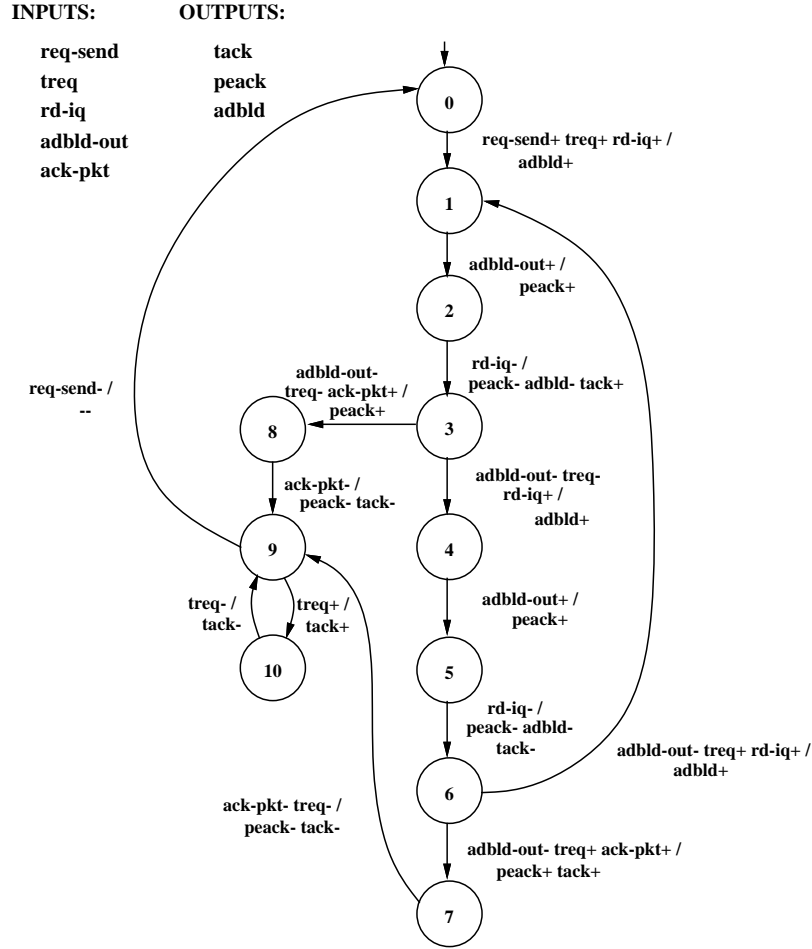 INPUTS: OUTPUTS:
req-send tack
treq peack
rd-iq adbld
adbld-out
ack-pkt
0
req-send+ treq+ rd-iq+ /
adbld+
1
adbld-out+ /
peack+
2
rd-iq- /
peack- adbld- tack+
adbld-out-
treq- ack-pkt+ /
peack+
req-send- /
--
8
3
adbld-out- treq-
rd-iq+ /
adbld+
ack-pkt- /
peack- tack-
9
4
treq- /
tack-
treq+ /
tack+
adbld-out+ /
peack+
10
5
rd-iq- /
peack- adbld-
tack-
adbld-out- treq+ rd-iq+ /
adbld+
6
ack-pkt- treq- /
peack- tack-
adbld-out- treq+ ack-pkt+ /
peack+ tack+
7